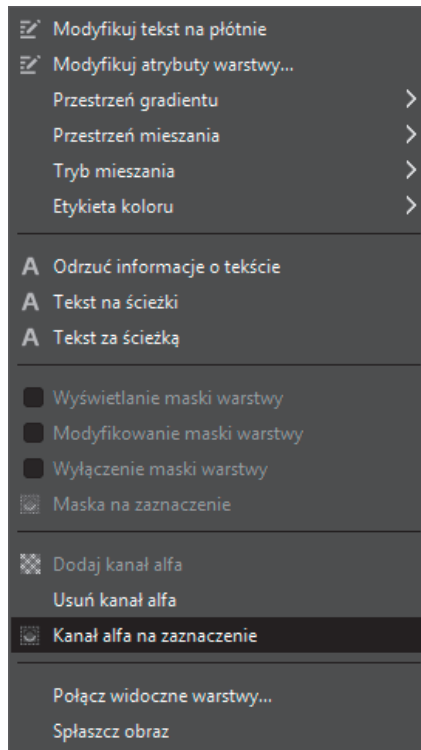 Modyfikuj tekst na płótnie
Modyfikuj atrybuty warstwy...
Przestrzeń gradientu
Przestrzeń mieszania
Tryb mieszania
Etykieta koloru
Odrzuć informacje o tekście
Tekst na ścieżki
Tekst za ścieżką
Wyświetlanie maski warstwy
Modyfikowanie maski warstwy
Wyłączenie maski warstwy
Maska na zaznaczenie
Dodaj kanał alfa
Usuń kanał alfa
Kanał alfa na zaznaczenie
Połącz widoczne warstwy...
Spłaszcz obraz